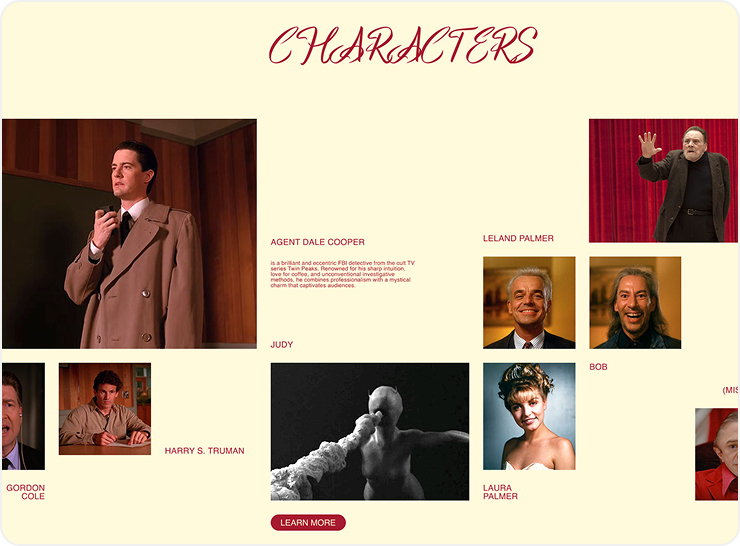 CHARACTERS
AGENT DALE COOPER
is a brilliant and eccentric FBI detective from the cult TV
series Twin Peaks. Renowned for his sharp intuition,
love for coffee, and unconventional investigative
methods, he combines professionalism with a mystical
charm that captivates audiences.
LELAND PALMER
JUDY
BOB
(MIS
HARRY S. TRUMAN
GORDON
COLE
LAURA
PALMER
LEARN MORE